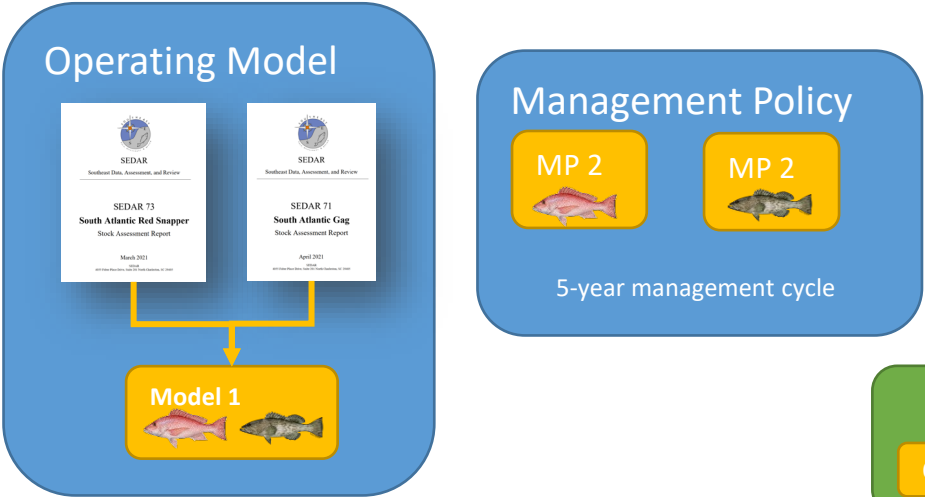 Operating Model
SEDAR
Southeast Data, Assessment, and Review
SEDAR 73
South Atlantic Red Snapper
Stock Assessment Report
March 2021
SEDAR
SEDAR
Southeast Data, Assessment, and Review
SEDAR 71
South Atlantic Gag
Stock Assessment Report
April 2021
SEDAR
Model 1
Management Policy
MP 2
MP 2
5-year management cycle